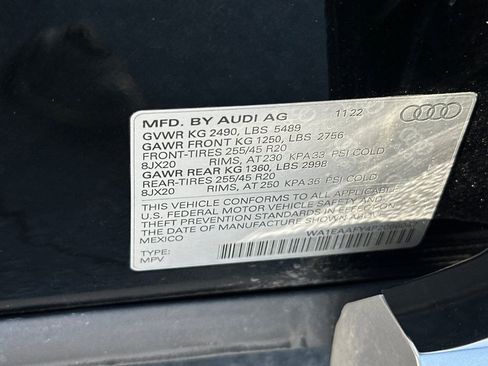 MFD. BY AUDI AG 11 22
GVWR KG 2490, LBS 5489
GAWR FRONT KG 1250, LBS 2756
FRONT-TIRES 255/45 R20
8JX20 RIMS, AT 230 KPA 33 PSI COLD
GAWR REAR KG 1360, LBS 2998
REAR-TIRES 255/45 R20
8JX20 RIMS, AT 250 KPA 36 PSI COLD
THIS VEHICLE CONFORMS TO ALL APPLICABLE
U.S. FEDERAL MOTOR VEHICLE SAFETY AND
THEFT PREVENTION STANDARDS IN EFFECT ON
THE DATE OF MANUFACTURE SHOWN ABOVE.
MEXICO
TYPE:
MPV